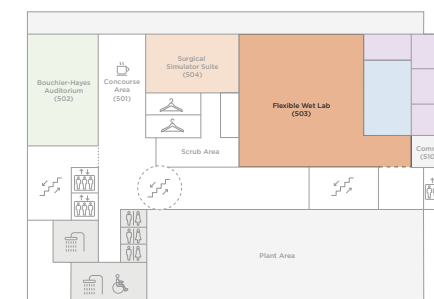 Bouchier-Hayes
Auditorium
(502)
Concourse
Area
(501)
Surgical
Simulator Suite
(504)
Flexible Wet Lab
(503)
Scrub Area
Plant Area